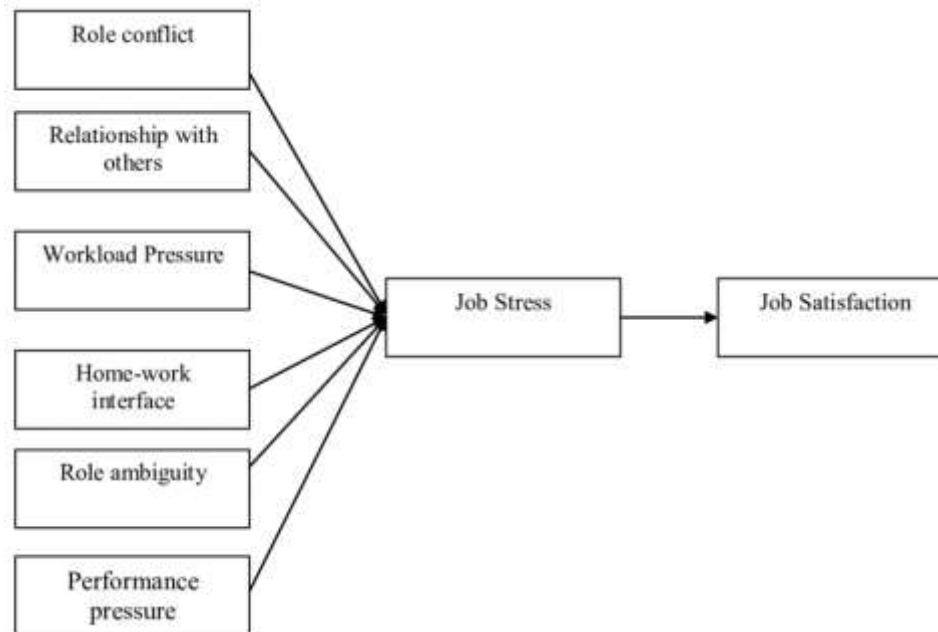 Role conflict
Relationship with
others
Workload Pressure
Home-work
interface
Role ambiguity
Performance
pressure
Job Stress
Job Satisfaction